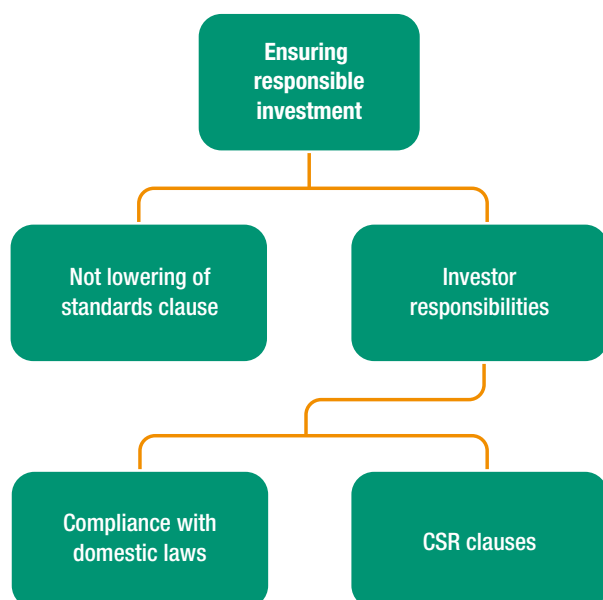 Ensuring
responsible
investment
Not lowering of
standards clause
Investor
responsibilities
Compliance with
domestic laws
CSR clauses